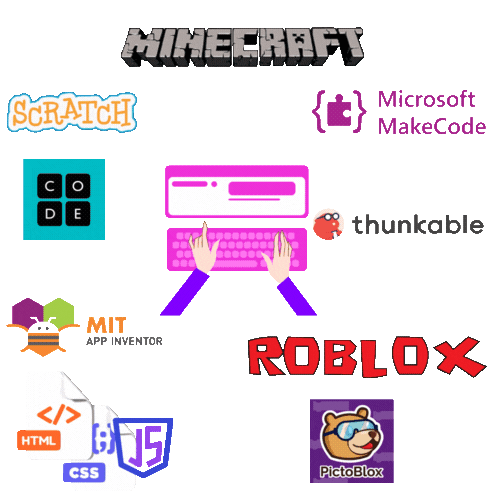 MINECRAFT
SCRATCH
Microsoft
MakeCode
C O
D E
thunkable
MIT
APP INVENTOR
ROBLOX
</>
HTML
{;}
CSS
JS
PictoBlox